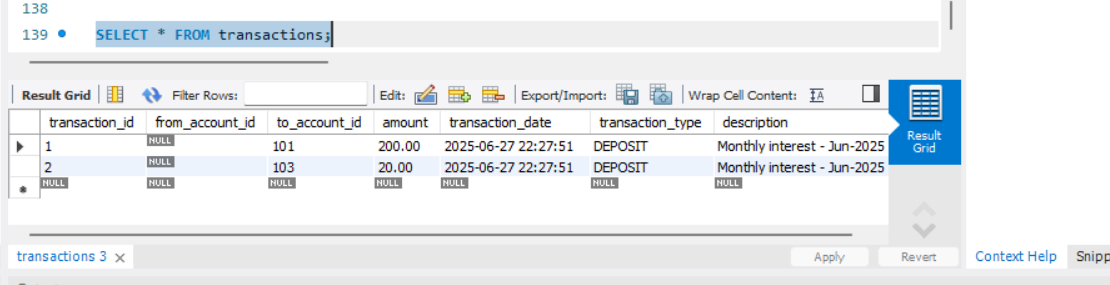 138
139 SELECT * FROM transactions;
Result Grid Filter Rows: Edit: Export/Import: Wrap Cell Content: IA
transaction_id from_account_id to_account_id amount transaction_date transaction_type description
1 NULL 101 200.00 2025-06-27 22:27:51 DEPOSIT Monthly interest - Jun-2025
2 NULL 103 20.00 2025-06-27 22:27:51 DEPOSIT Monthly interest - Jun-2025
NULL NULL NULL NULL NULL NULL NULL
Result
Grid
transactions 3 Apply Revert Context Help Snipp